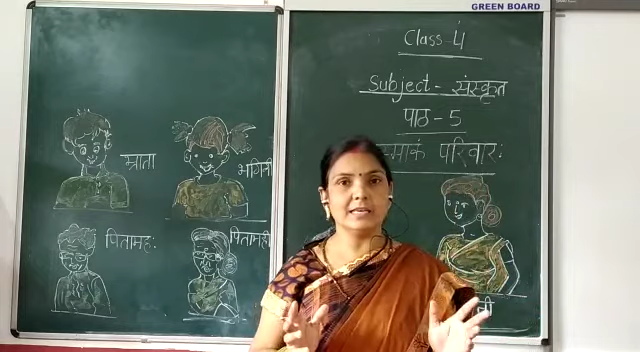 GREEN BOARD
Class - 4
Subject - संस्कृत
पाठ - 5
परिवारः
भ्राता
भगिनी
पितामहः
पितामही